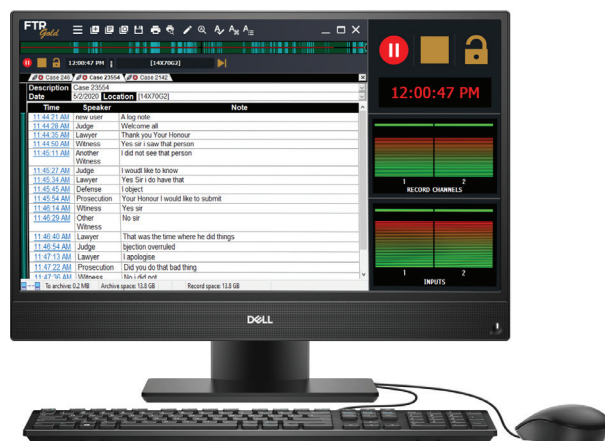 FTR
Gold
12:00:47 PM [14X70G2]
Case 246 Case 23554 Case 2142
Description Case 23554
Date 5/2/2020 Location [14X70G2]
Time Speaker Note
11:44:21 AM new user A log note
11:44:28 AM Judge Welcome all
11:44:35 AM Lawyer Thank you Your Honour
11:44:50 AM Witness Yes sir i saw that person
11:45:11 AM Another Witness I did not see that person
11:45:27 AM Judge I woudl like to know
11:45:34 AM Lawyer Yes Sir i do have that
11:45:45 AM Defense I object
11:45:54 AM Prosecution Your Honour I would like to submit
11:46:14 AM Witness Yes sir
11:46:29 AM Other Witness No sir
11:46:40 AM Lawyer That was the time where he did things
11:46:54 AM Judge bjection overruled
11:47:13 AM Lawyer I apologise
11:47:22 AM Prosecution Did you do that bad thing
11:47:36 AM Witness No i did not
To archive: 0.2 MB Archive space: 13.8 GB Record space: 13.8 GB
12:00:47 PM
1 2
RECORD CHANNELS
1 2
INPUTS
DELL